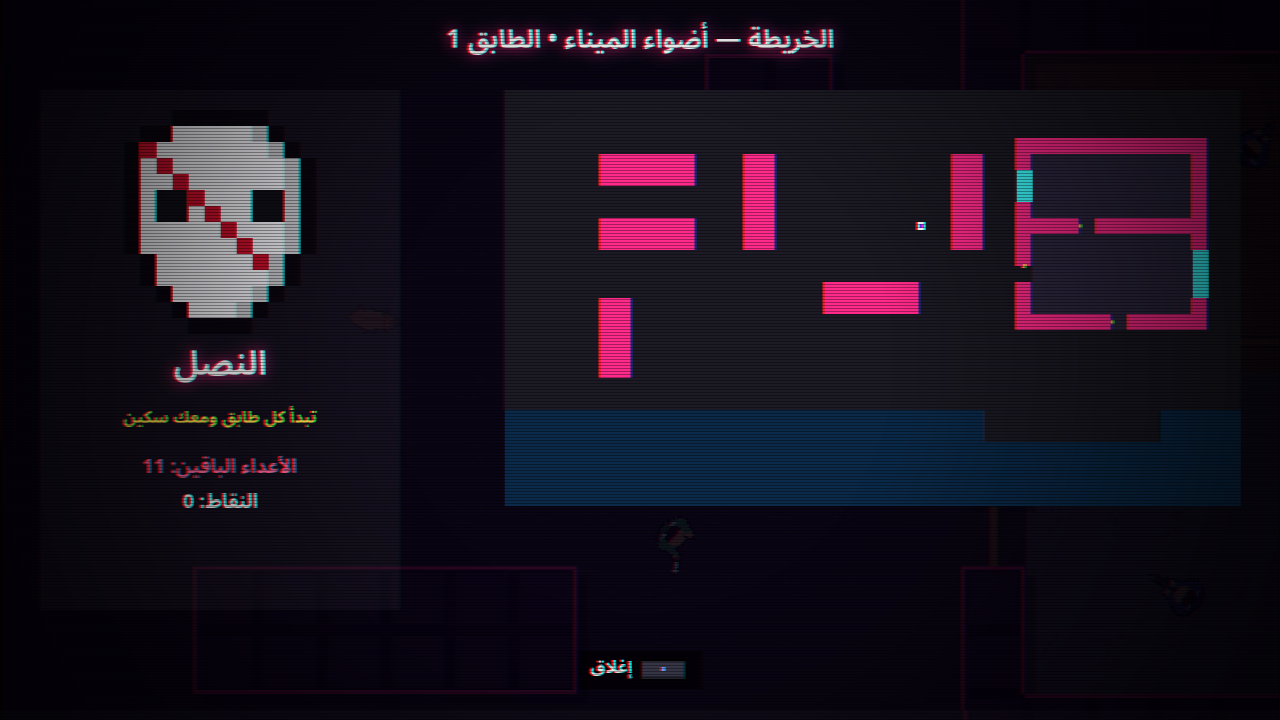 الخريطة — أضواء الميناء • الطابق 1
النصل
تبدأ كل طابق ومعك سكين
الأعداء الباقين: 11
النقاط: 0
إغلاق